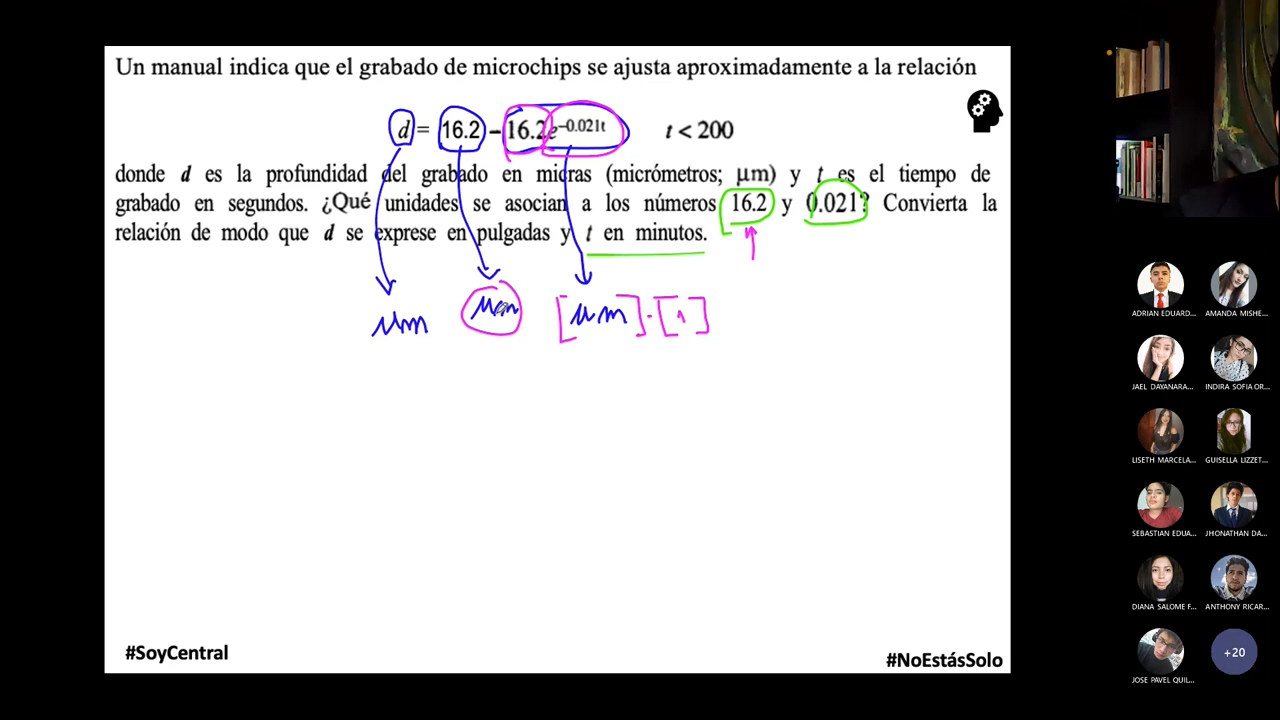 Un manual indica que el grabado de microchips se ajusta aproximadamente a la relación
d = 16.2 – 16.2e^–0.021t t < 200
donde d es la profundidad del grabado en micras (micrómetros; μm) y t es el tiempo de
grabado en segundos. ¿Qué unidades se asocian a los números 16.2 y 0.021? Convierta la
relación de modo que d se exprese en pulgadas y t en minutos.
μm μm [μm] · [1]
#SoyCentral
#NoEstásSolo
ADRIAN EDUARD... AMANDA MISHE...
JAEL DAYANARA... INDIRA SOFIA OR...
LISETH MARCELA... GUISELLA LIZZET...
SEBASTIAN EDUA... JHONATHAN DA...
DIANA SALOME F... ANTHONY RICAR...
JOSE PAVEL QUIL... +20